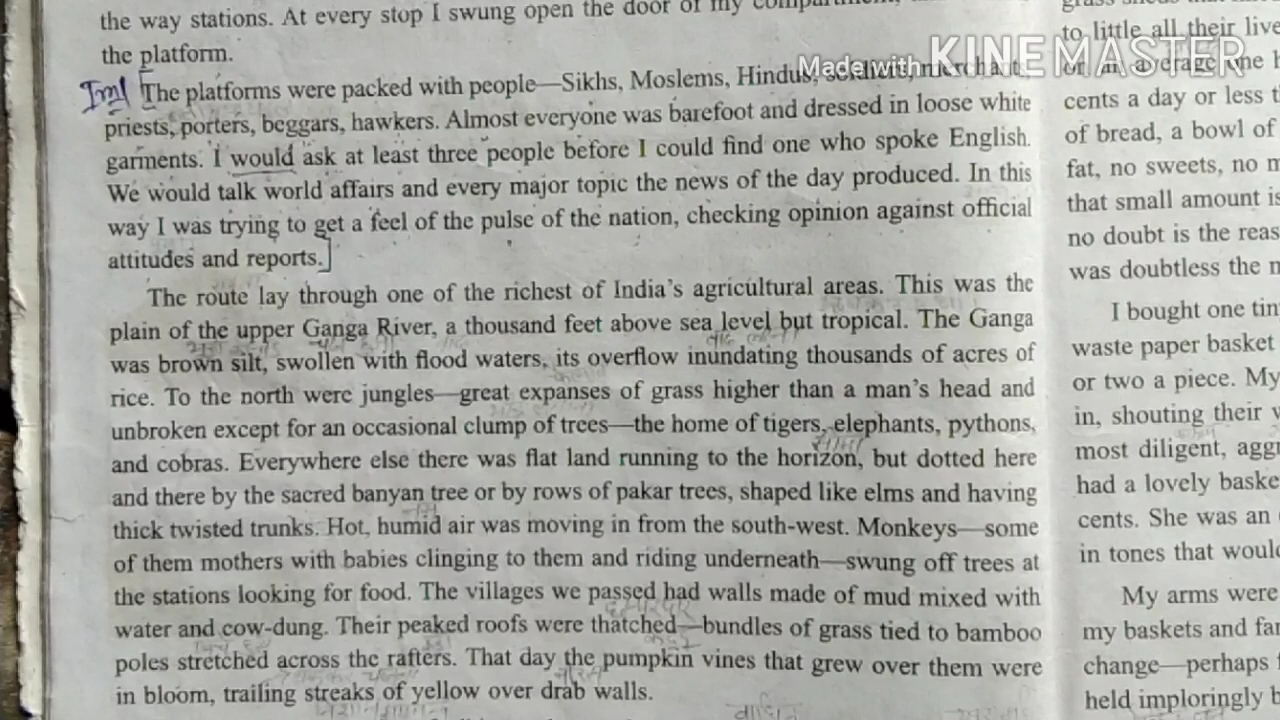 the way stations. At every stop I swung open the door of my
the platform.
Made with KINEMASTER
Imp [The platforms were packed with people—Sikhs, Moslems, Hindus, soldiers, merchants,
priests, porters, beggars, hawkers. Almost everyone was barefoot and dressed in loose white
garments. I would ask at least three people before I could find one who spoke English.
We would talk world affairs and every major topic the news of the day produced. In this
way I was trying to get a feel of the pulse of the nation, checking opinion against official
attitudes and reports.]
The route lay through one of the richest of India's agricultural areas. This was the
plain of the upper Ganga River, a thousand feet above sea level but tropical. The Ganga
was brown silt, swollen with flood waters, its overflow inundating thousands of acres of
rice. To the north were jungles—great expanses of grass higher than a man's head and
unbroken except for an occasional clump of trees—the home of tigers, elephants, pythons,
and cobras. Everywhere else there was flat land running to the horizon, but dotted here
and there by the sacred banyan tree or by rows of pakar trees, shaped like elms and having
thick twisted trunks. Hot, humid air was moving in from the south-west. Monkeys—some
of them mothers with babies clinging to them and riding underneath—swung off trees at
the stations looking for food. The villages we passed had walls made of mud mixed with
water and cow-dung. Their peaked roofs were thatched—bundles of grass tied to bamboo
poles stretched across the rafters. That day the pumpkin vines that grew over them were
in bloom, trailing streaks of yellow over drab walls.
to little all their
cents a day or less
of bread, a bowl of
fat, no sweets, no
that small amount
no doubt is the
was doubtless the
I bought one
waste paper basket
or two a piece. My
in, shouting their
most diligent,
had a lovely
cents. She was an
in tones that
My arms were
my baskets and
change—perhaps
held imploringly